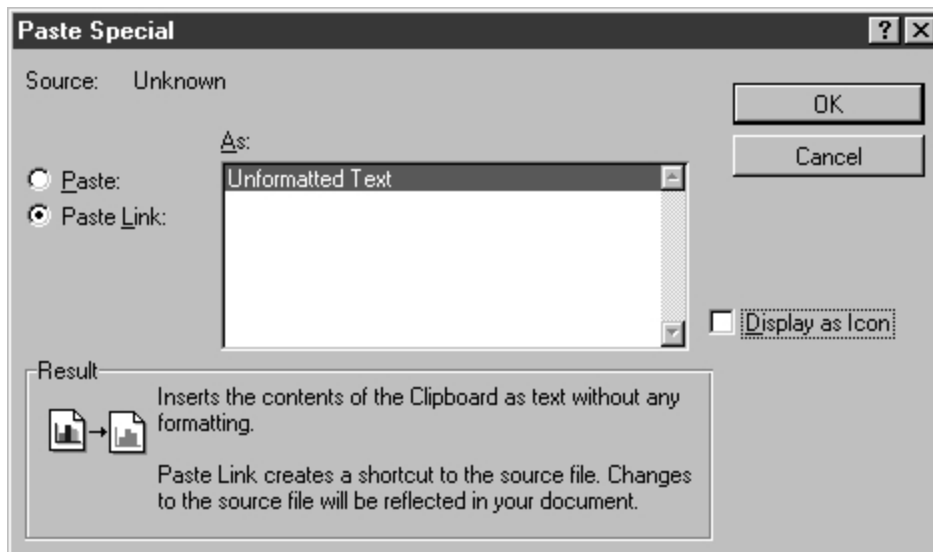 Paste Special
Source: Unknown
OK
As:
Cancel
Paste:
Unformatted Text
Paste Link:
Display as Icon
Result
Inserts the contents of the Clipboard as text without any
formatting.
Paste Link creates a shortcut to the source file. Changes
to the source file will be reflected in your document.